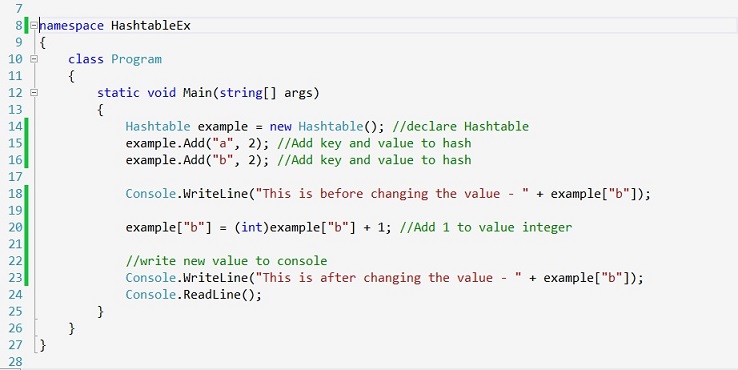 7
8 namespace HashtableEx
9 {
10 class Program
11 {
12 static void Main(string[] args)
13 {
14 Hashtable example = new Hashtable(); //declare Hashtable
15 example.Add("a", 2); //Add key and value to hash
16 example.Add("b", 2); //Add key and value to hash
17
18 Console.WriteLine("This is before changing the value - " + example["b"]);
19
20 example["b"] = (int)example["b"] + 1; //Add 1 to value integer
21
22 //write new value to console
23 Console.WriteLine("This is after changing the value - " + example["b"]);
24 Console.ReadLine();
25 }
26 }
27 }
28